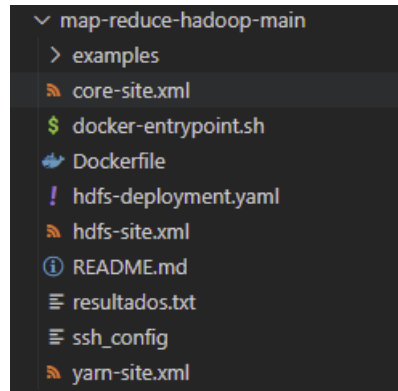 map-reduce-hadoop-main
examples
core-site.xml
$ docker-entrypoint.sh
Dockerfile
! hdfs-deployment.yaml
hdfs-site.xml
README.md
resultados.txt
ssh_config
yarn-site.xml